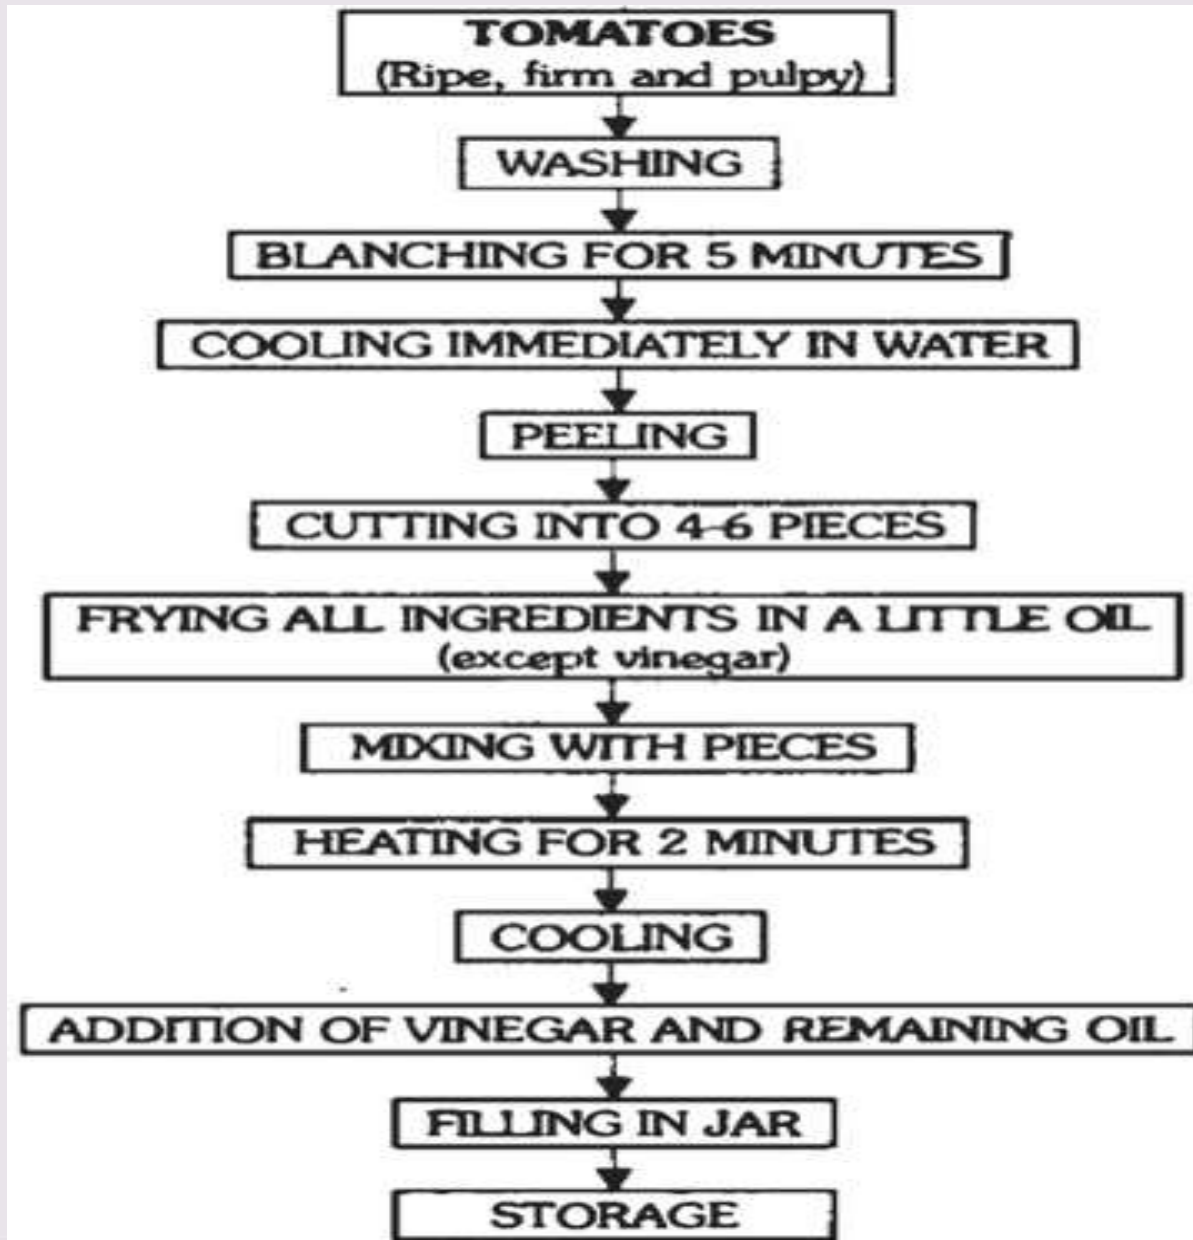 TOMATOES
(Ripe, firm and pulpy)
WASHING
BLANCHING FOR 5 MINUTES
COOLING IMMEDIATELY IN WATER
PEELING
CUTTING INTO 4-6 PIECES
FRYING ALL INGREDIENTS IN A LITTLE OIL
(except vinegar)
MIXING WITH PIECES
HEATING FOR 2 MINUTES
COOLING
ADDITION OF VINEGAR AND REMAINING OIL
FILLING IN JAR
STORAGE